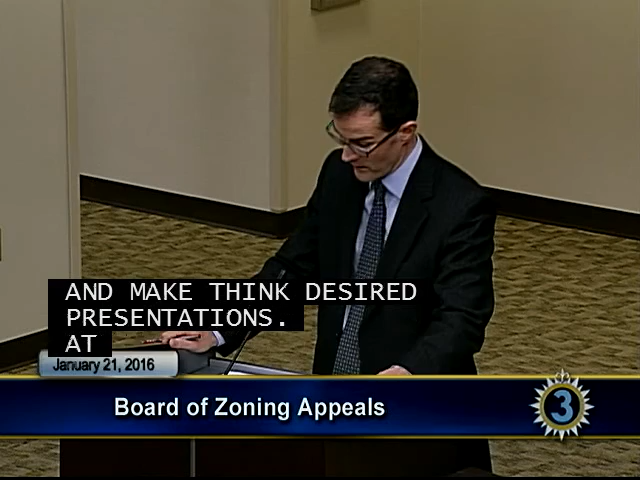 AND MAKE THINK DESIRED
PRESENTATIONS.
AT
January 21, 2016
Board of Zoning Appeals
3